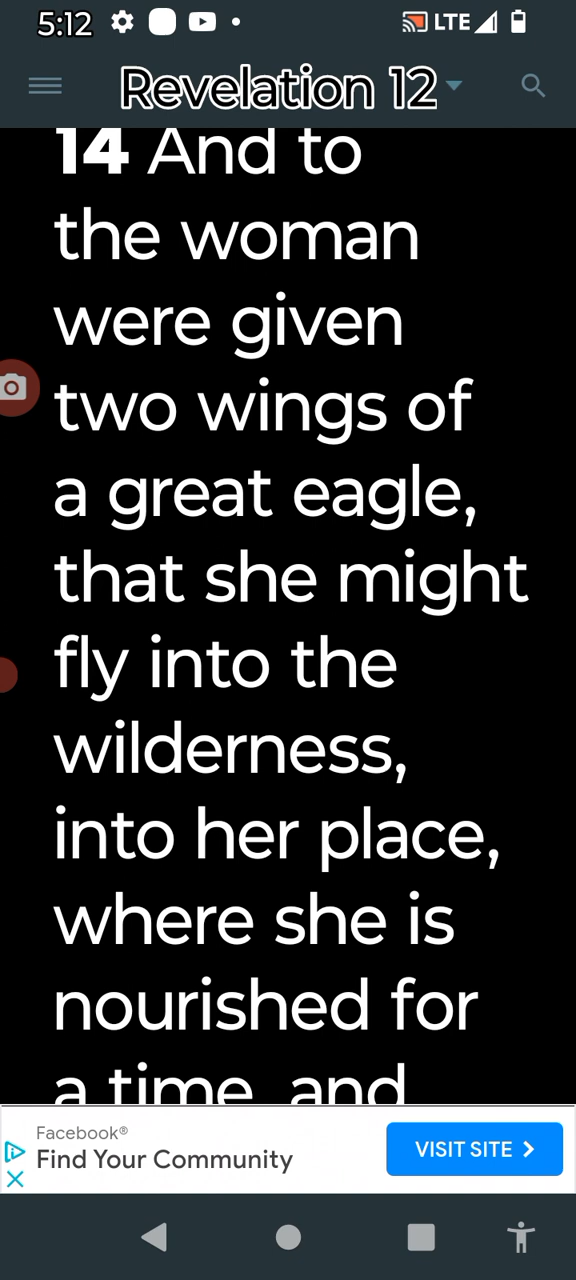 5:12 LTE
Revelation 12
14 And to
the woman
were given
two wings of
a great eagle,
that she might
fly into the
wilderness,
into her place,
where she is
nourished for
a time, and
Facebook®
Find Your Community
VISIT SITE